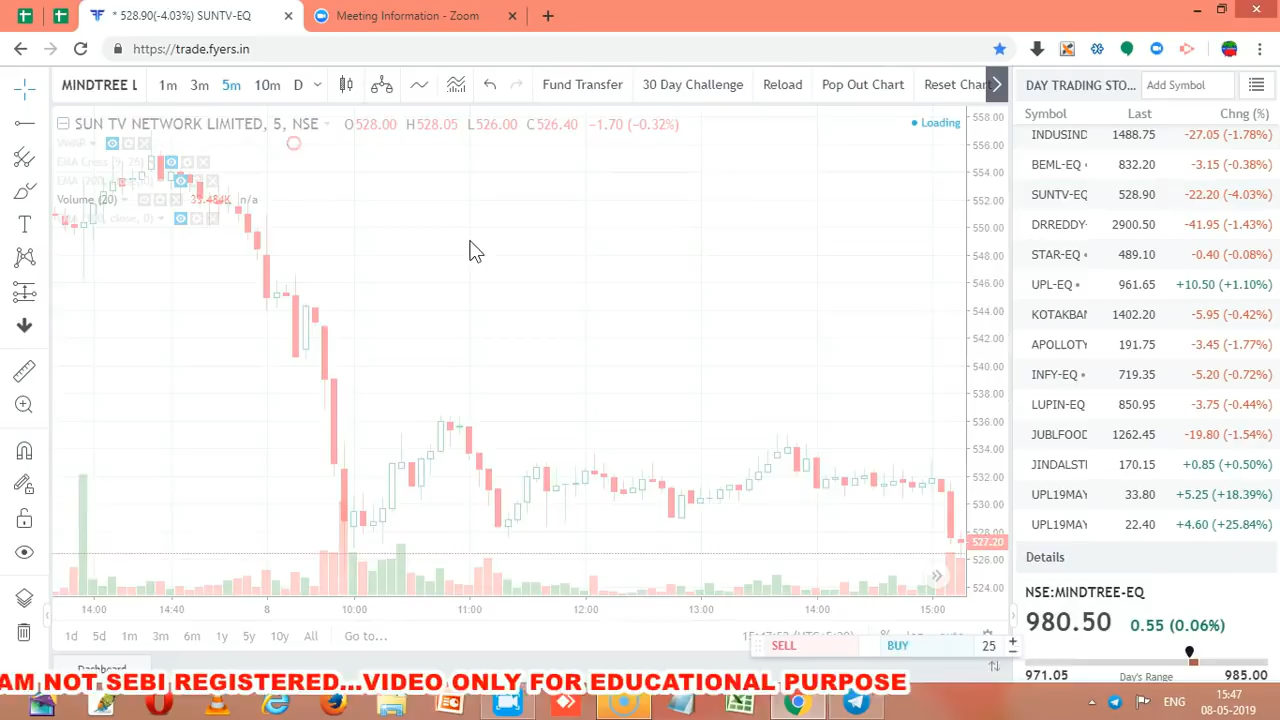 * 528.90(-4.03%) SUNTV-EQ
Meeting Information - Zoom
https://trade.fyers.in
MINDTREE L 1m 3m 5m 10m D Fund Transfer 30 Day Challenge Reload Pop Out Chart Reset Chart
DAY TRADING STO... Add Symbol
SUN TV NETWORK LIMITED, 5, NSE O528.00 H528.05 L526.00 C526.40 −1.70 (−0.32%)
Loading
VWAP
EMA Cross (9, 26)
Volume (20) 39.484K n/a
558.00
556.00
554.00
552.00
550.00
548.00
546.00
544.00
542.00
540.00
538.00
536.00
534.00
532.00
530.00
528.00
527.20
526.00
524.00
14:00 14:40 8 10:00 11:00 12:00 13:00 14:00 15:00
1d 5d 1m 3m 6m 1y 5y 10y All Go to...
SELL BUY 25
Dashboard
Symbol Last Chng (%)
INDUSIND 1488.75 -27.05 (-1.78%)
BEML-EQ 832.20 -3.15 (-0.38%)
SUNTV-EQ 528.90 -22.20 (-4.03%)
DRREDDY- 2900.50 -41.95 (-1.43%)
STAR-EQ 489.10 -0.40 (-0.08%)
UPL-EQ 961.65 +10.50 (+1.10%)
KOTAKBAN 1402.20 -5.95 (-0.42%)
APOLLOTY 191.75 -3.45 (-1.77%)
INFY-EQ 719.35 -5.20 (-0.72%)
LUPIN-EQ 850.95 -3.75 (-0.44%)
JUBLFOOD 1262.45 -19.80 (-1.54%)
JINDALSTI 170.15 +0.85 (+0.50%)
UPL19MAY 33.80 +5.25 (+18.39%)
UPL19MAY 22.40 +4.60 (+25.84%)
Details
NSE:MINDTREE-EQ
980.50 0.55 (0.06%)
971.05 Day's Range 985.00
AM NOT SEBI REGISTERED...VIDEO ONLY FOR EDUCATIONAL PURPOSE
ENG
15:47
08-05-2019